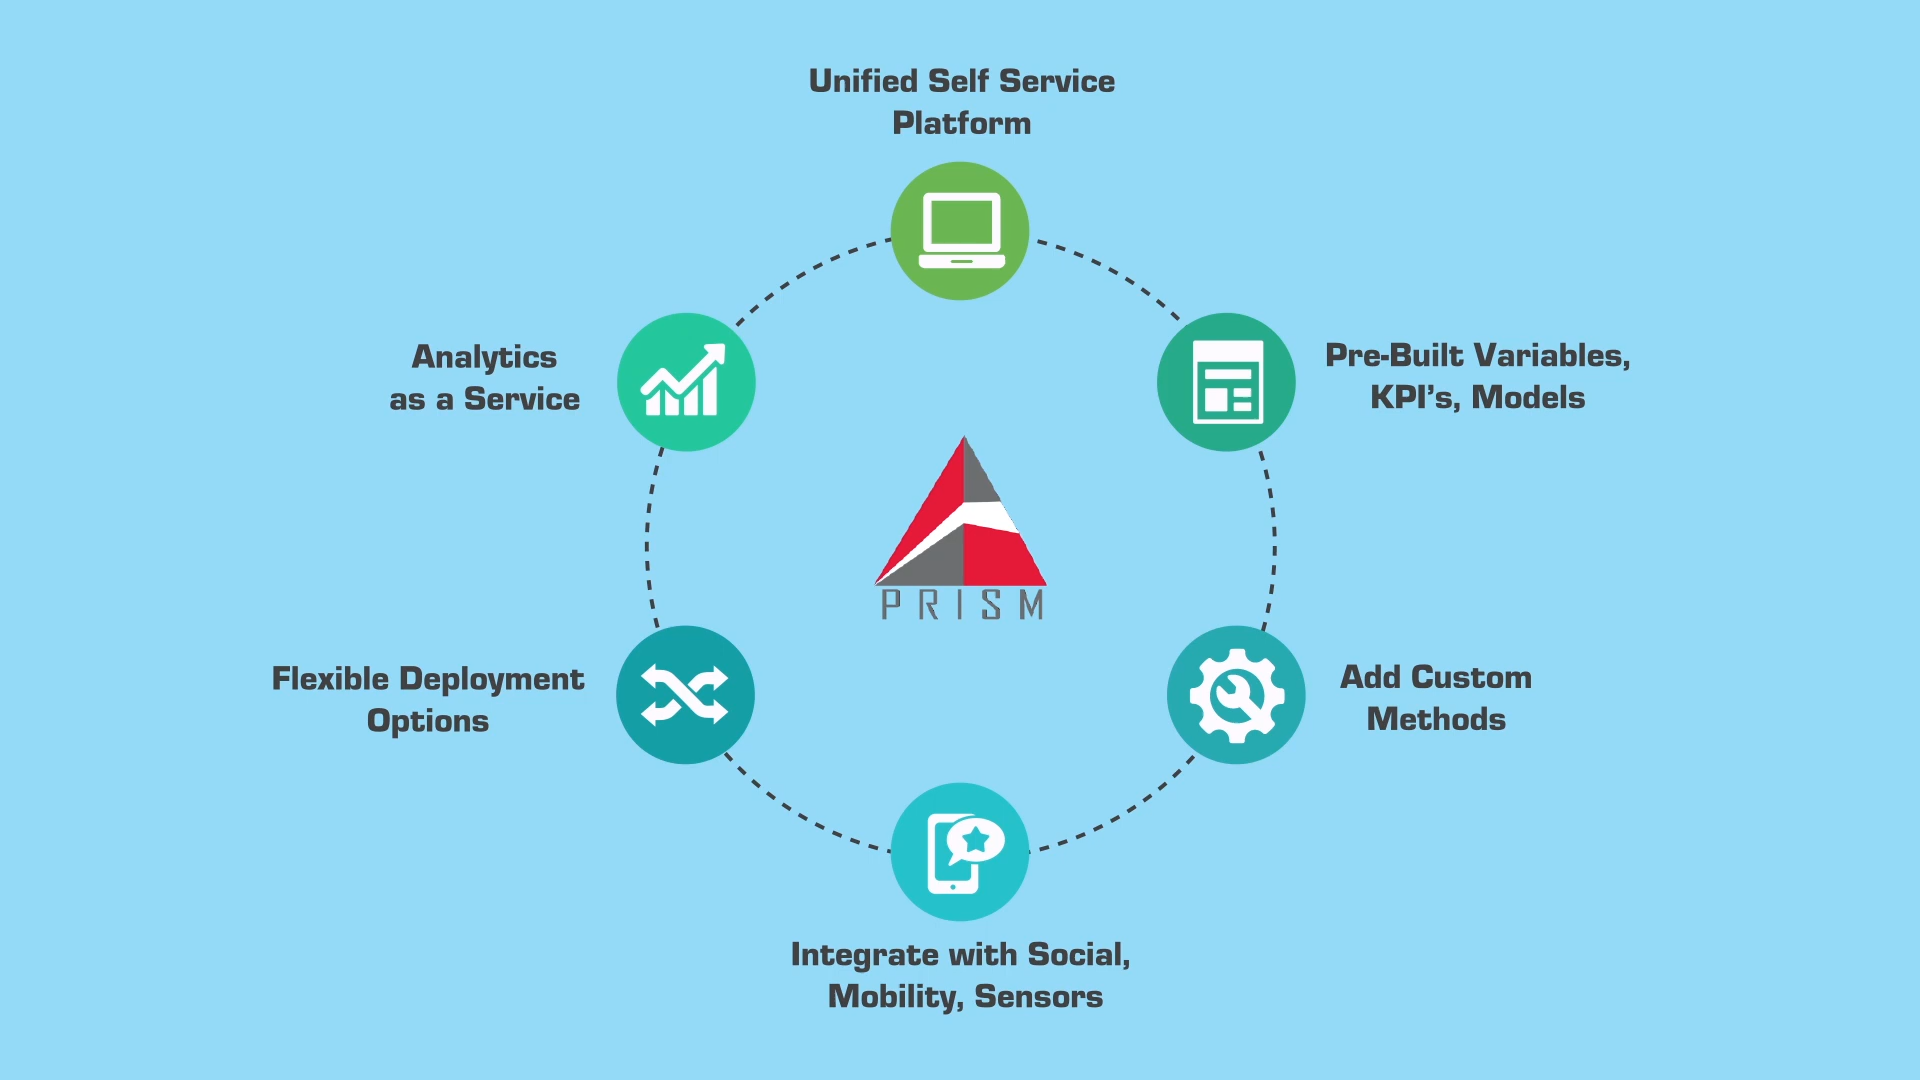 Unified Self Service
Platform
Analytics
as a Service
Pre-Built Variables,
KPI's, Models
PRISM
Flexible Deployment
Options
Add Custom
Methods
Integrate with Social,
Mobility, Sensors